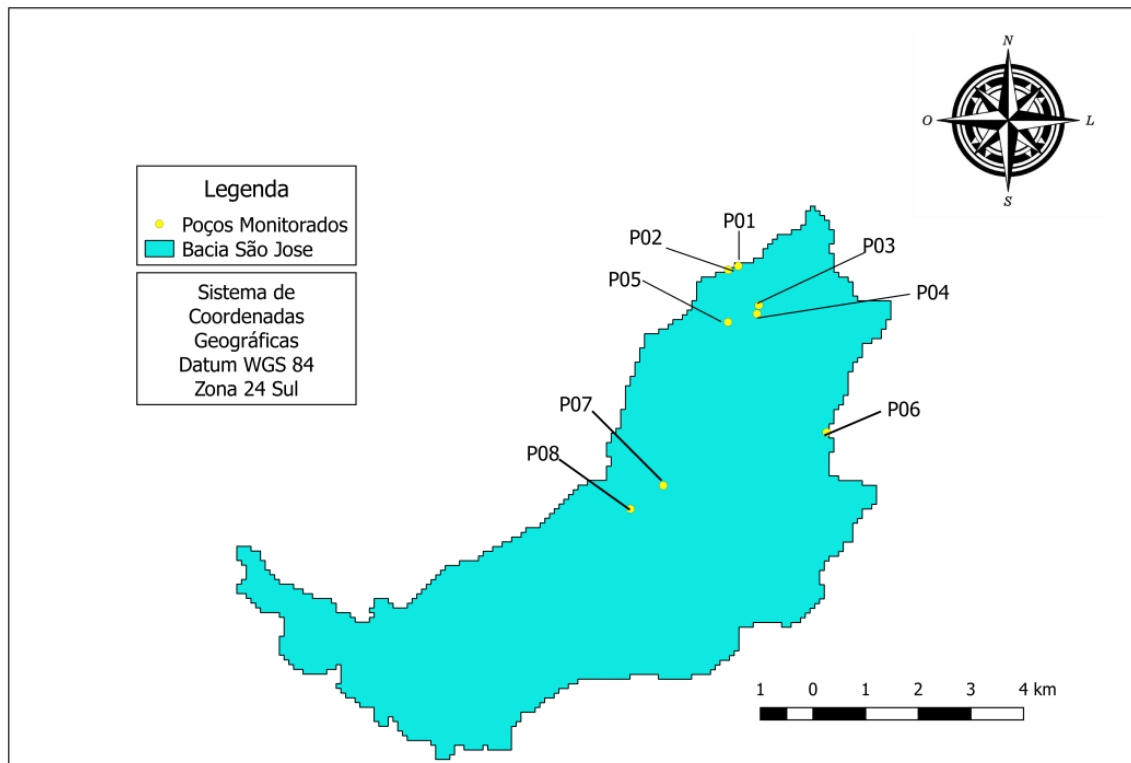 N
O
L
S
Legenda
Poços Monitorados
Bacia São Jose
Sistema de
Coordenadas
Geográficas
Datum WGS 84
Zona 24 Sul
P01
P02
P03
P05
P04
P07
P06
P08
1 0 1 2 3 4 km